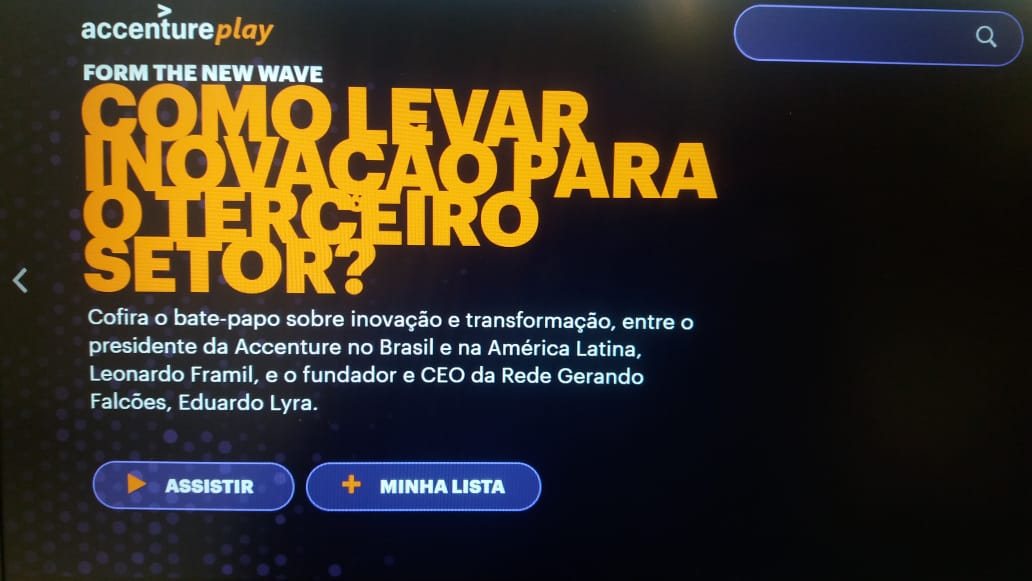 accenture play
FORM THE NEW WAVE
COMO LEVAR
INOVAÇÃO PARA
O TERCEIRO
SETOR?
Cofira o bate-papo sobre inovação e transformação, entre o
presidente da Accenture no Brasil e na América Latina,
Leonardo Framil, e o fundador e CEO da Rede Gerando
Falcões, Eduardo Lyra.
ASSISTIR
MINHA LISTA